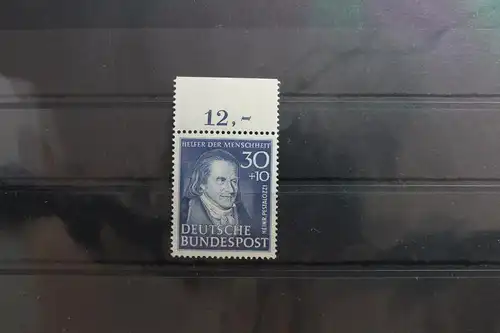 12,-
HELFER DER MENSCHHEIT
30
+10
HEINR. PESTALOZZI
DEUTSCHE
BUNDESPOST